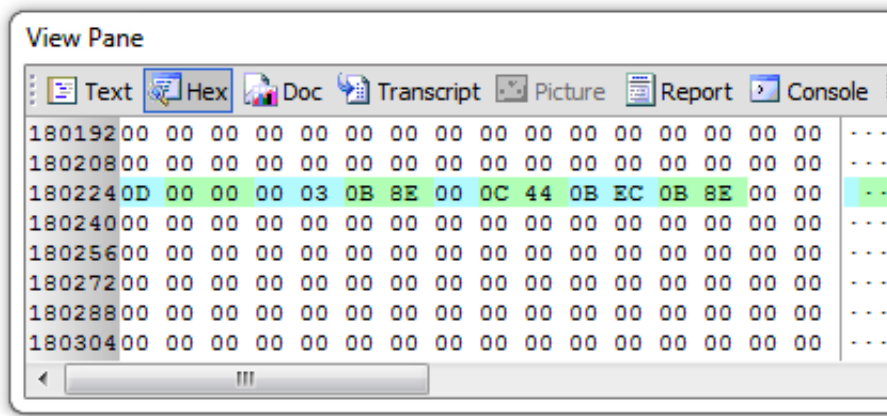 View Pane
Text Hex Doc Transcript Picture Report Console
180192 00 00 00 00 00 00 00 00 00 00 00 00 00 00 00 00
180208 00 00 00 00 00 00 00 00 00 00 00 00 00 00 00 00
180224 0D 00 00 00 03 0B 8E 00 0C 44 0B EC 0B 8E 00 00
180240 00 00 00 00 00 00 00 00 00 00 00 00 00 00 00 00
180256 00 00 00 00 00 00 00 00 00 00 00 00 00 00 00 00
180272 00 00 00 00 00 00 00 00 00 00 00 00 00 00 00 00
180288 00 00 00 00 00 00 00 00 00 00 00 00 00 00 00 00
180304 00 00 00 00 00 00 00 00 00 00 00 00 00 00 00 00